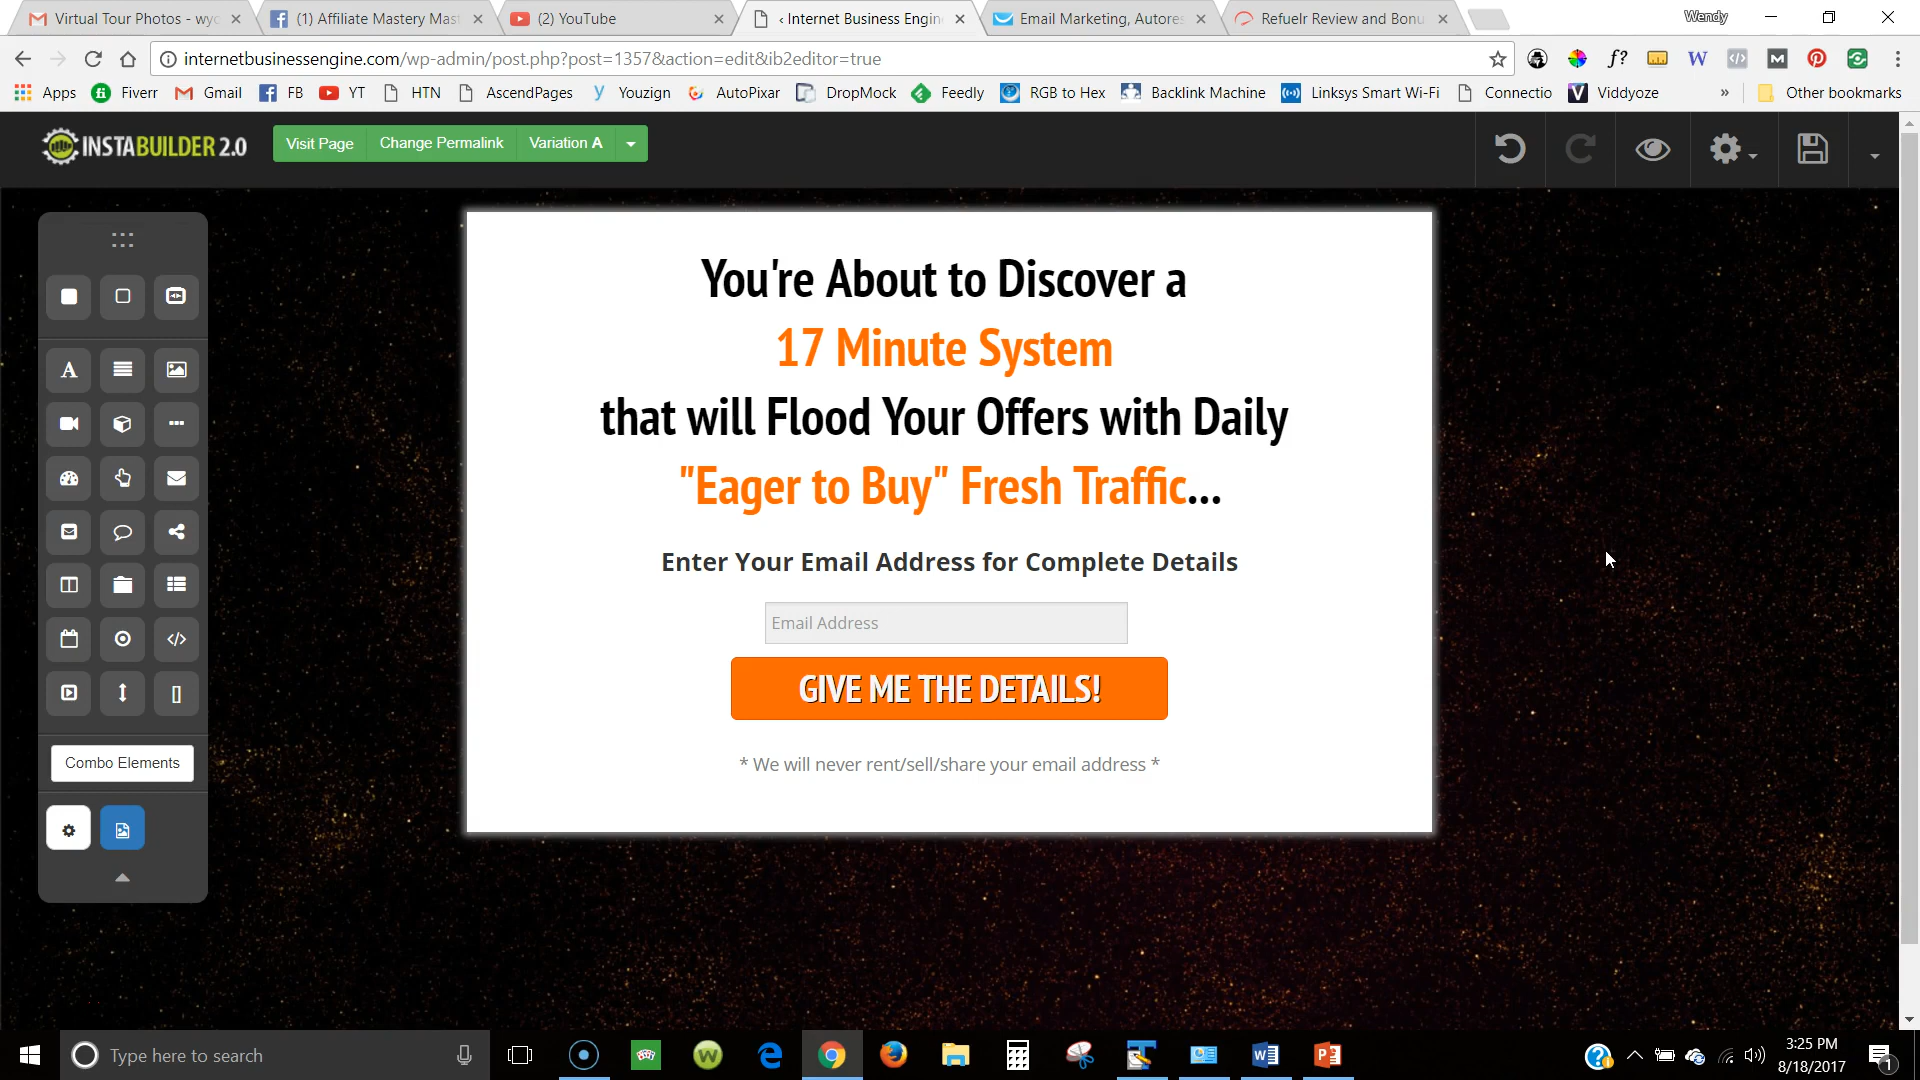 Virtual Tour Photos - wyc
(1) Affiliate Mastery Mast
(2) YouTube
‹ Internet Business Engin
Email Marketing, Autores
Refuelr Review and Bonu
Wendy
internetbusinessengine.com/wp-admin/post.php?post=1357&action=edit&ib2editor=true
Apps
Fiverr
Gmail
FB
YT
HTN
AscendPages
Youzign
AutoPixar
DropMock
Feedly
RGB to Hex
Backlink Machine
Linksys Smart Wi-Fi
Connectio
Viddyoze
»
Other bookmarks
INSTABUILDER 2.0
Visit Page
Change Permalink
Variation A
You're About to Discover a
17 Minute System
that will Flood Your Offers with Daily
"Eager to Buy" Fresh Traffic...
Enter Your Email Address for Complete Details
Email Address
GIVE ME THE DETAILS!
* We will never rent/sell/share your email address *
Combo Elements
Type here to search
3:25 PM
8/18/2017
1